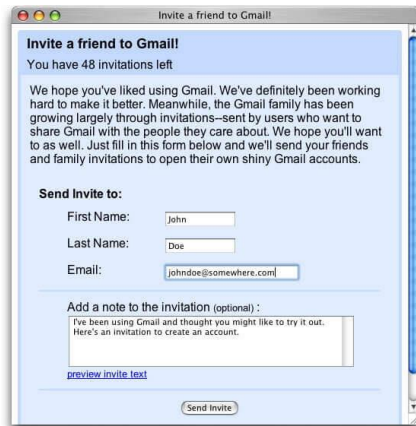 Invite a friend to Gmail!
Invite a friend to Gmail!
You have 48 invitations left
We hope you've liked using Gmail. We've definitely been working
hard to make it better. Meanwhile, the Gmail family has been
growing largely through invitations--sent by users who want to
share Gmail with the people they care about. We hope you'll want
to as well. Just fill in this form below and we'll send your friends
and family invitations to open their own shiny Gmail accounts.
Send Invite to:
First Name: John
Last Name: Doe
Email: johndoe@somewhere.com
Add a note to the invitation (optional) :
I've been using Gmail and thought you might like to try it out.
Here's an invitation to create an account.
preview invite text
Send Invite